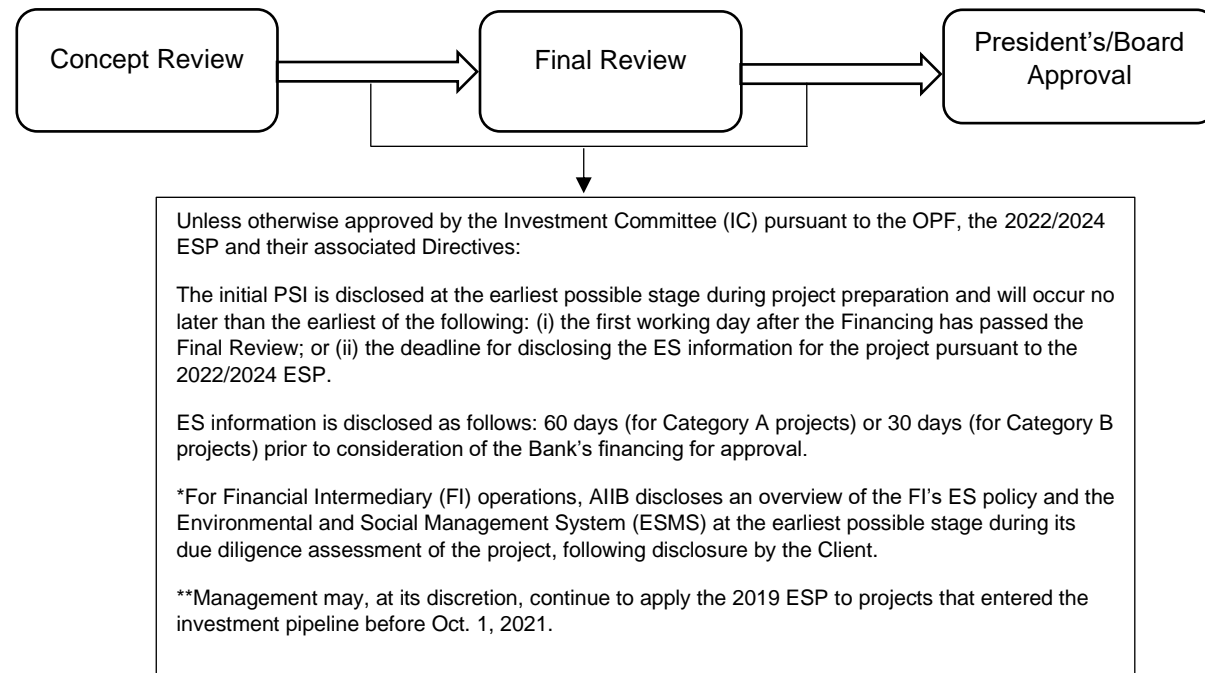 Concept Review
Final Review
President’s/Board
Approval
Unless otherwise approved by the Investment Committee (IC) pursuant to the OPF, the 2022/2024
ESP and their associated Directives:
The initial PSI is disclosed at the earliest possible stage during project preparation and will occur no
later than the earliest of the following: (i) the first working day after the Financing has passed the
Final Review; or (ii) the deadline for disclosing the ES information for the project pursuant to the
2022/2024 ESP.
ES information is disclosed as follows: 60 days (for Category A projects) or 30 days (for Category B
projects) prior to consideration of the Bank’s financing for approval.
*For Financial Intermediary (FI) operations, AIIB discloses an overview of the FI’s ES policy and the
Environmental and Social Management System (ESMS) at the earliest possible stage during its
due diligence assessment of the project, following disclosure by the Client.
**Management may, at its discretion, continue to apply the 2019 ESP to projects that entered the
investment pipeline before Oct. 1, 2021.